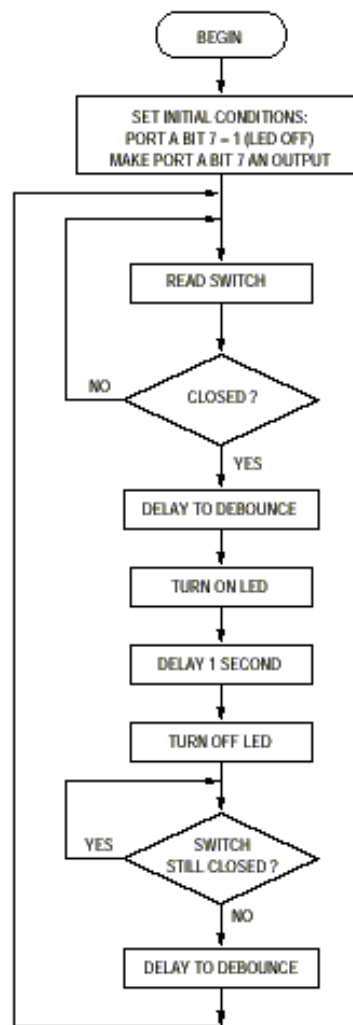 BEGIN
SET INITIAL CONDITIONS:
PORT A BIT 7 = 1 (LED OFF)
MAKE PORT A BIT 7 AN OUTPUT
READ SWITCH
NO
CLOSED ?
YES
DELAY TO DEBOUNCE
TURN ON LED
DELAY 1 SECOND
TURN OFF LED
YES
SWITCH
STILL CLOSED ?
NO
DELAY TO DEBOUNCE